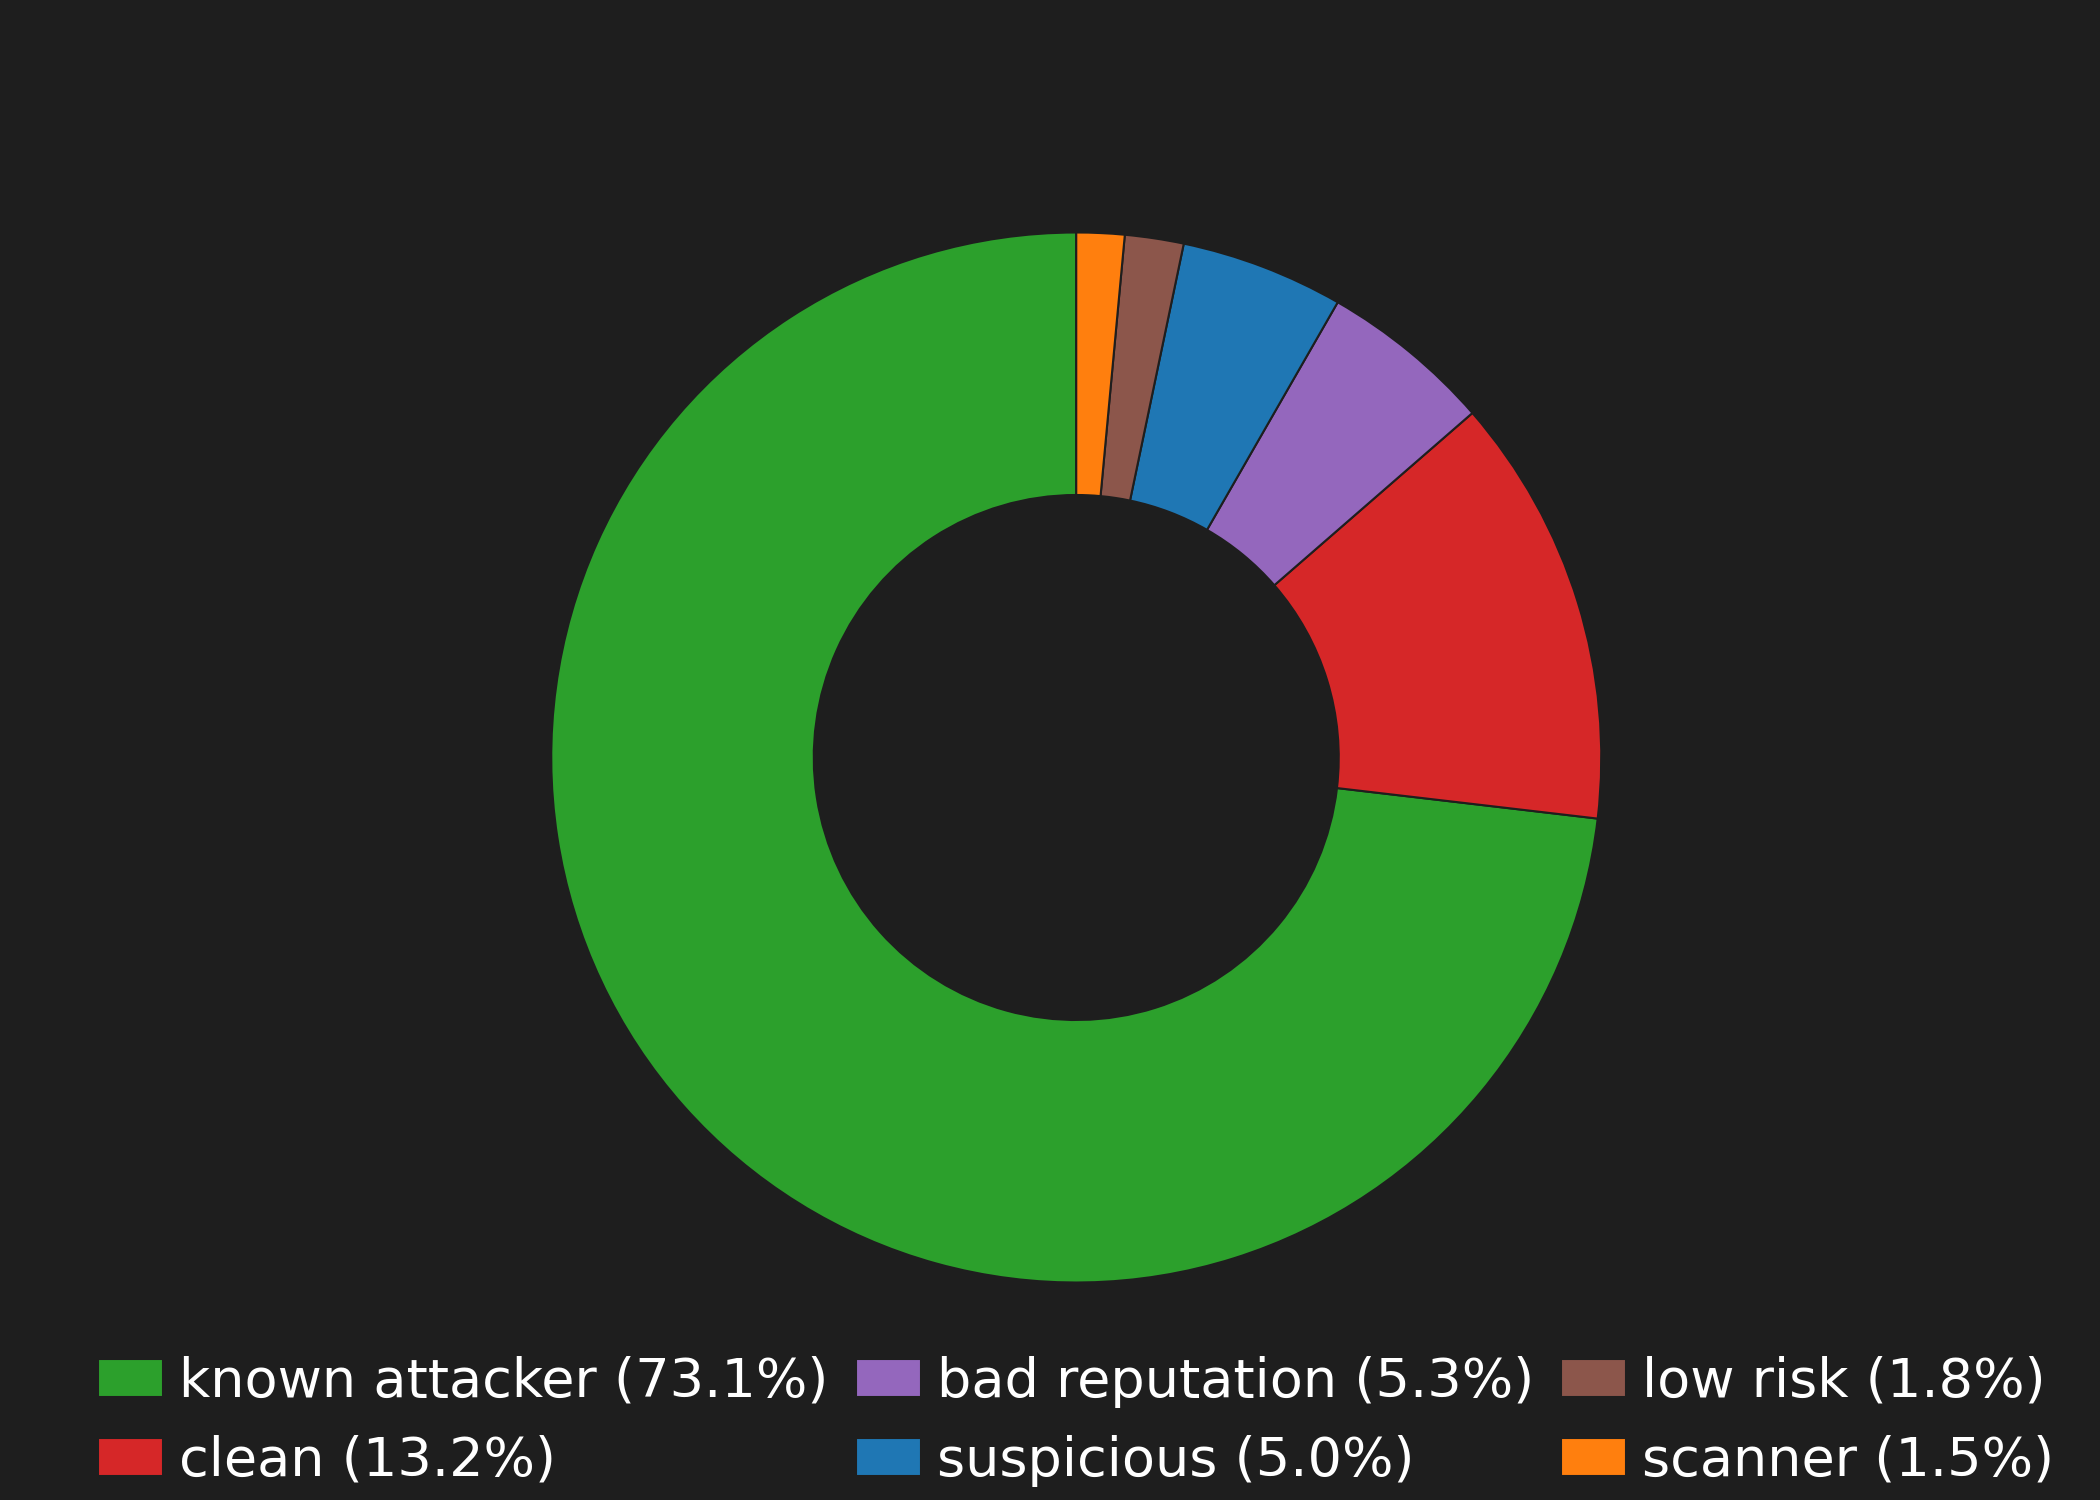 known attacker (73.1%)
bad reputation (5.3%)
low risk (1.8%)
clean (13.2%)
suspicious (5.0%)
scanner (1.5%)